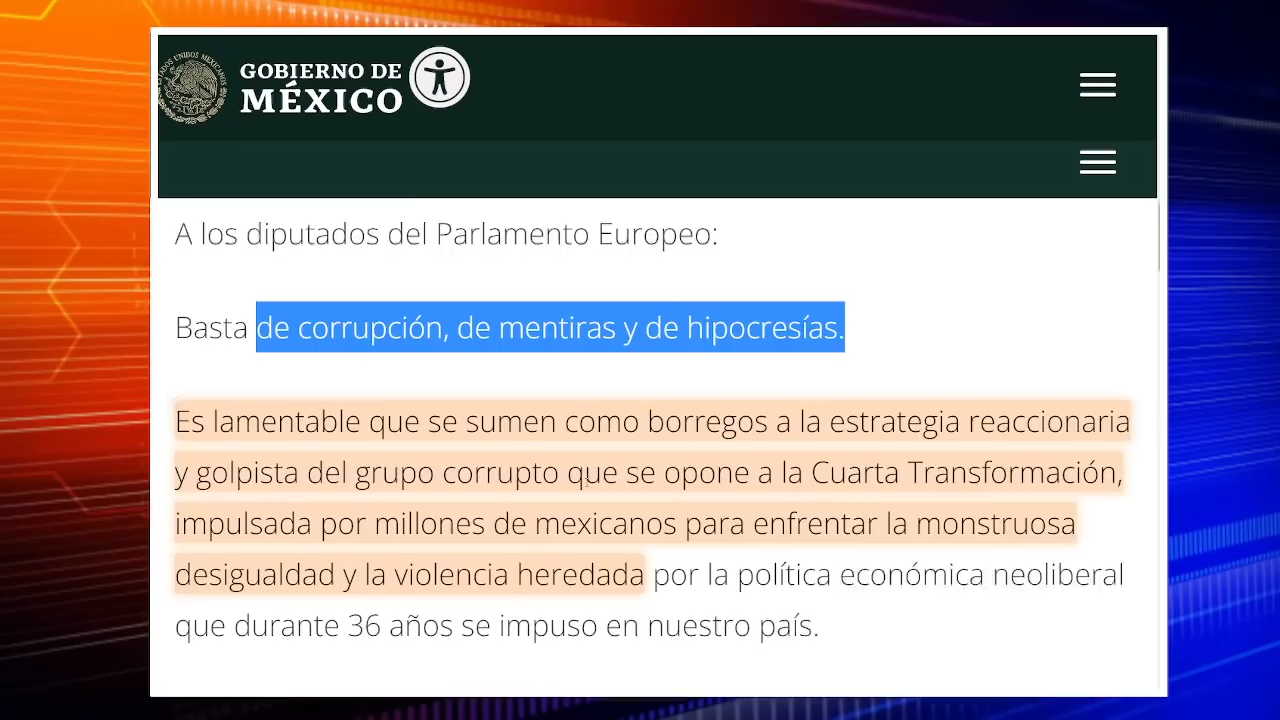 ESTADOS UNIDOS MEXICANOS
GOBIERNO DE
MÉXICO
A los diputados del Parlamento Europeo:
Basta de corrupción, de mentiras y de hipocresías.
Es lamentable que se sumen como borregos a la estrategia reaccionaria
y golpista del grupo corrupto que se opone a la Cuarta Transformación,
impulsada por millones de mexicanos para enfrentar la monstruosa
desigualdad y la violencia heredada por la política económica neoliberal
que durante 36 años se impuso en nuestro país.